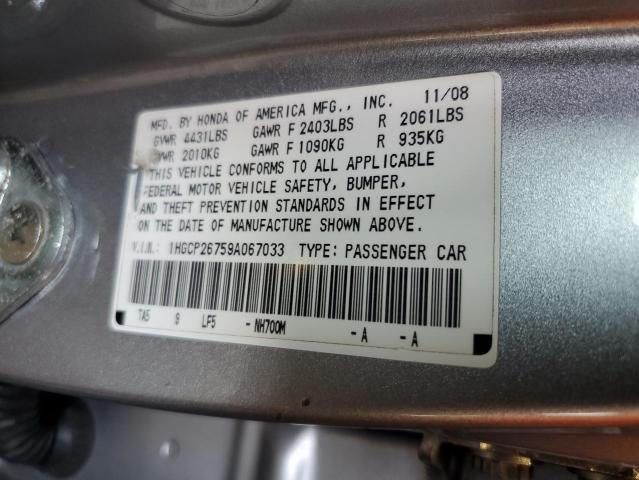 MFD. BY HONDA OF AMERICA MFG., INC. 11/08
GVWR 4431LBS GAWR F 2403LBS R 2061LBS
WR 2010KG GAWR F 1090KG R 935KG
THIS VEHICLE CONFORMS TO ALL APPLICABLE
FEDERAL MOTOR VEHICLE SAFETY, BUMPER,
AND THEFT PREVENTION STANDARDS IN EFFECT
ON THE DATE OF MANUFACTURE SHOWN ABOVE.
V.I.N.: 1HGCP26759A067033 TYPE: PASSENGER CAR
TA5 9 LF5 - NH700M - A - A